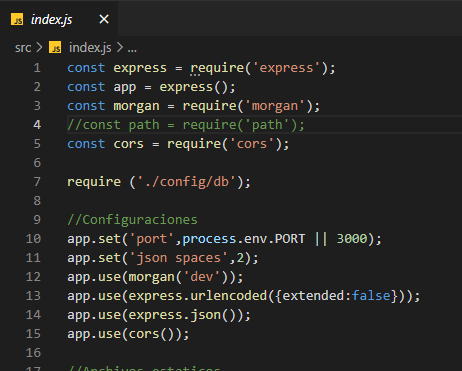 JS index.js ×
src > JS index.js > ...
1 const express = require('express');
2 const app = express();
3 const morgan = require('morgan');
4 //const path = require('path');
5 const cors = require('cors');
6
7 require ('./config/db');
8
9 //Configuraciones
10 app.set('port',process.env.PORT || 3000);
11 app.set('json spaces',2);
12 app.use(morgan('dev'));
13 app.use(express.urlencoded({extended:false}));
14 app.use(express.json());
15 app.use(cors());
16
17 //Archivos estaticos